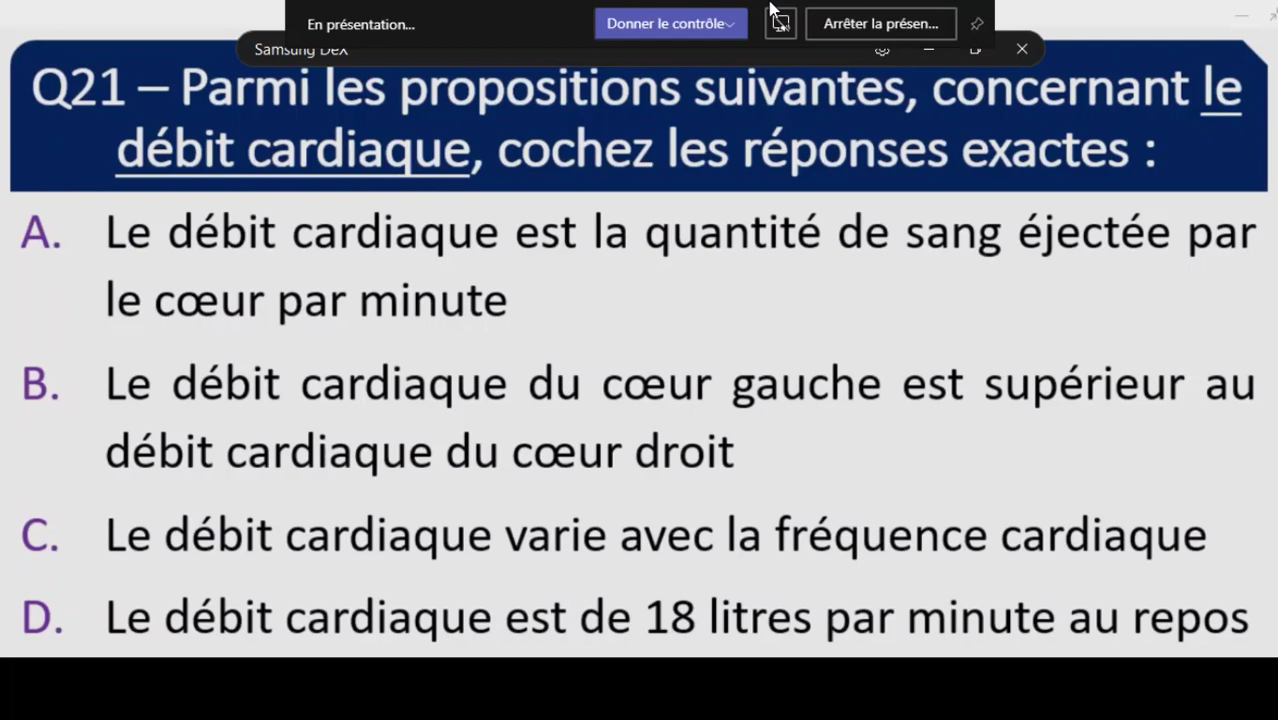 En présentation...
Donner le contrôle
Arrêter la présen...
Samsung DeX
Q21 – Parmi les propositions suivantes, concernant le
débit cardiaque, cochez les réponses exactes :
A. Le débit cardiaque est la quantité de sang éjectée par
le cœur par minute
B. Le débit cardiaque du cœur gauche est supérieur au
débit cardiaque du cœur droit
C. Le débit cardiaque varie avec la fréquence cardiaque
D. Le débit cardiaque est de 18 litres par minute au repos